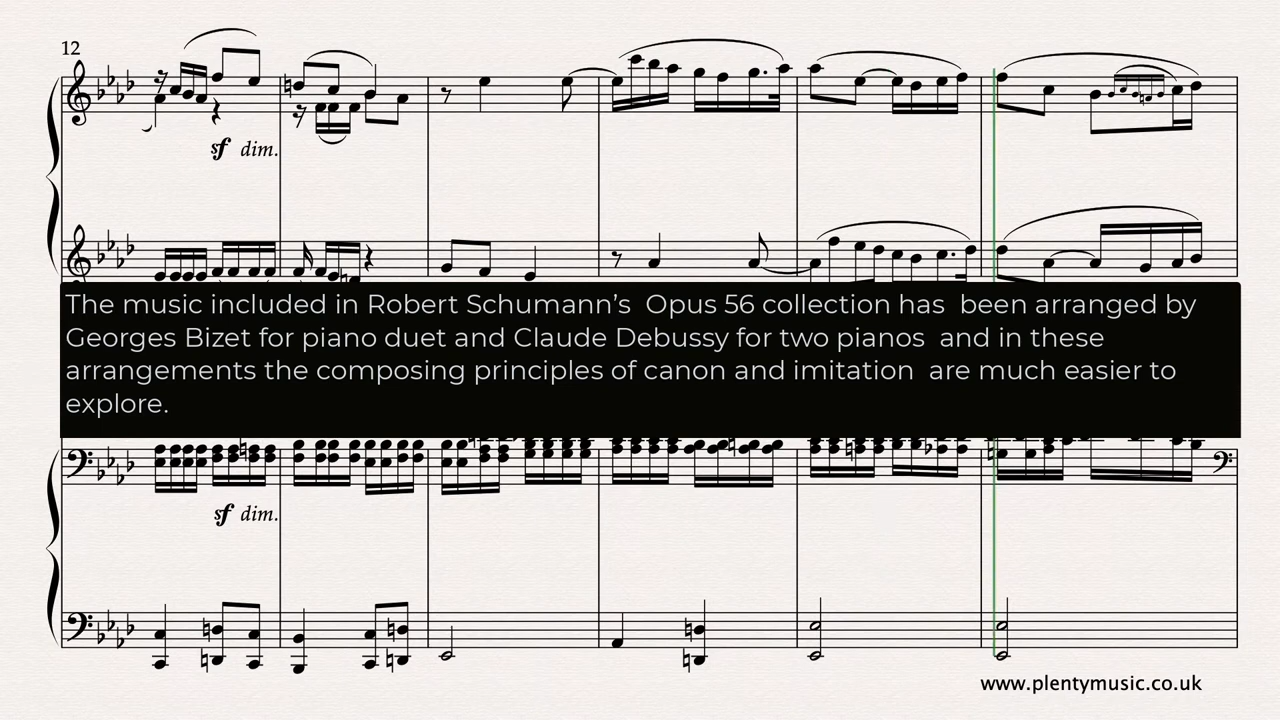 12
sf dim.
The music included in Robert Schumann’s  Opus 56 collection has  been arranged by
Georges Bizet for piano duet and Claude Debussy for two pianos  and in these
arrangements the composing principles of canon and imitation  are much easier to
explore.
sf dim.
www.plentymusic.co.uk